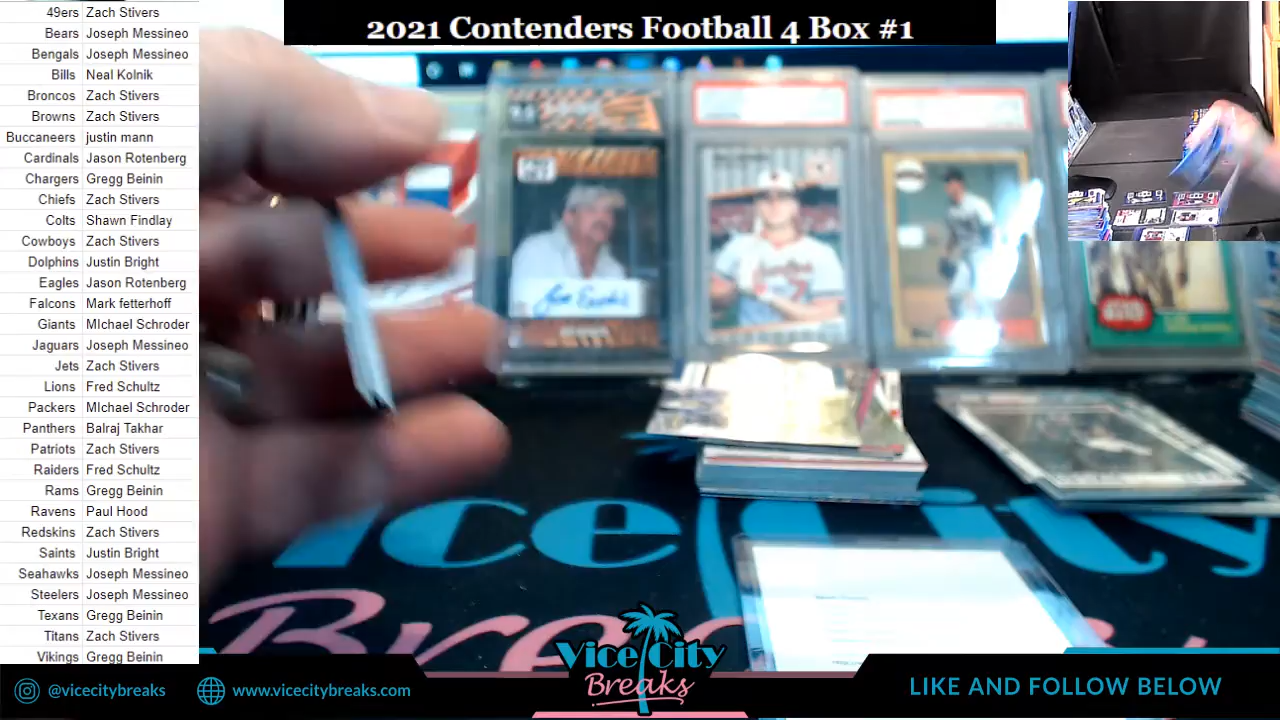 2021 Contenders Football 4 Box #1
49ers Zach Stivers
Bears Joseph Messineo
Bengals Joseph Messineo
Bills Neal Kolnik
Broncos Zach Stivers
Browns Zach Stivers
Buccaneers justin mann
Cardinals Jason Rotenberg
Chargers Gregg Beinin
Chiefs Zach Stivers
Colts Shawn Findlay
Cowboys Zach Stivers
Dolphins Justin Bright
Eagles Jason Rotenberg
Falcons Mark fetterhoff
Giants MIchael Schroder
Jaguars Joseph Messineo
Jets Zach Stivers
Lions Fred Schultz
Packers MIchael Schroder
Panthers Balraj Takhar
Patriots Zach Stivers
Raiders Fred Schultz
Rams Gregg Beinin
Ravens Paul Hood
Redskins Zach Stivers
Saints Justin Bright
Seahawks Joseph Messineo
Steelers Joseph Messineo
Texans Gregg Beinin
Titans Zach Stivers
Vikings Gregg Beinin
Vice City
Vice City
Breaks
@vicecitybreaks
www.vicecitybreaks.com
LIKE AND FOLLOW BELOW